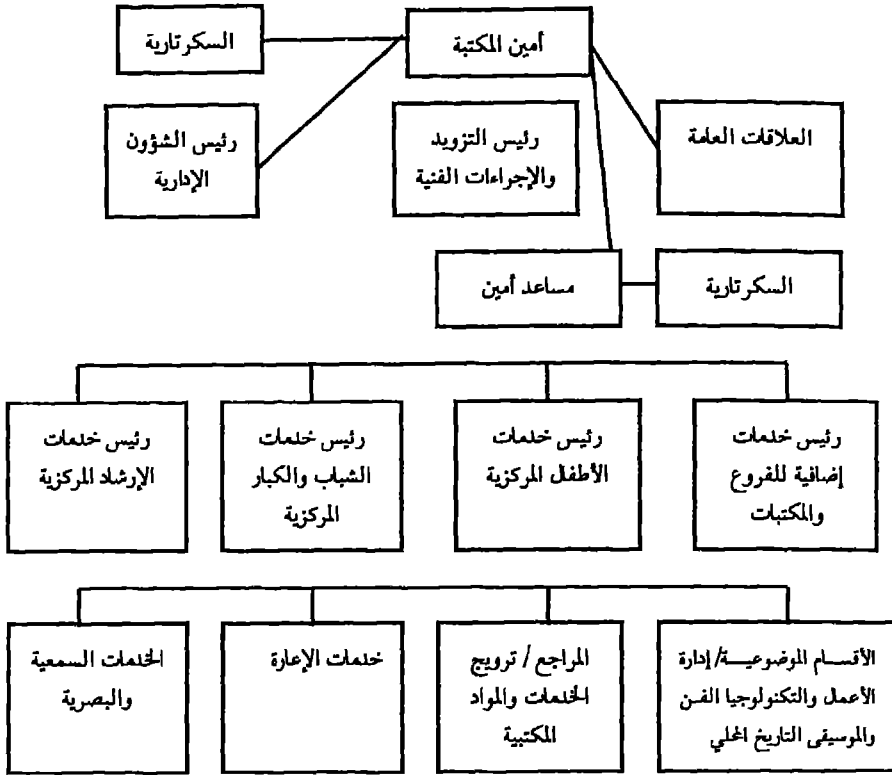 أمين المكتبة
السكرتارية
العلاقات العامة
رئيس التزويد
والإجراءات الفنية
رئيس الشؤون
الإدارية
السكرتارية
مساعد أمين
رئيس خدمات
إضافية للفروع
والمكتبات
رئيس خدمات
الأطفال المركزية
رئيس خدمات
الشباب والكبار
المركزية
رئيس خدمات
الإرشاد المركزية
الأقسام الموضوعية/ إدارة
الأعمال والتكنولوجيا الفن
والموسيقى التاريخ المحلي
المراجع / ترويج
الخدمات والمواد
المكتبية
خدمات الإعارة
الخدمات السمعية
والبصرية